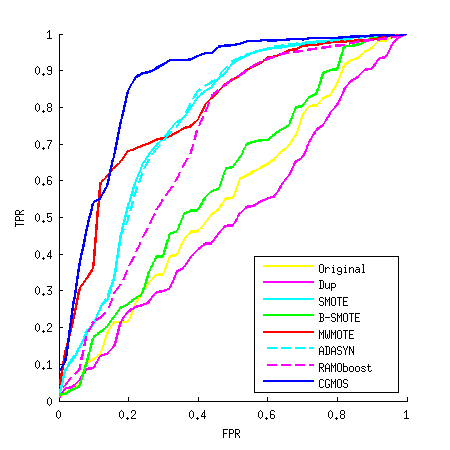 1
0.9
0.8
0.7
0.6
0.5
0.4
0.3
0.2
0.1
0
TPR
0 0.2 0.4 0.6 0.8 1
FPR
Original
Dup
SMOTE
B-SMOTE
MWMOTE
ADASYN
RAMOboost
CGMOS